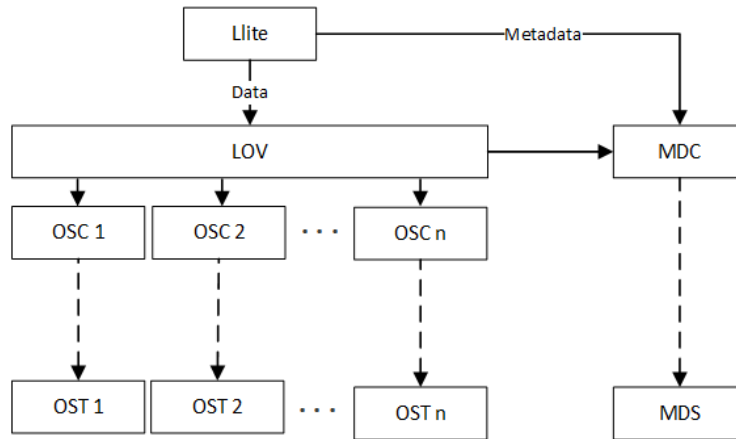 Llite
Metadata
Data
LOV
MDC
OSC 1
OSC 2
• • •
OSC n
OST 1
OST 2
• • •
OST n
MDS